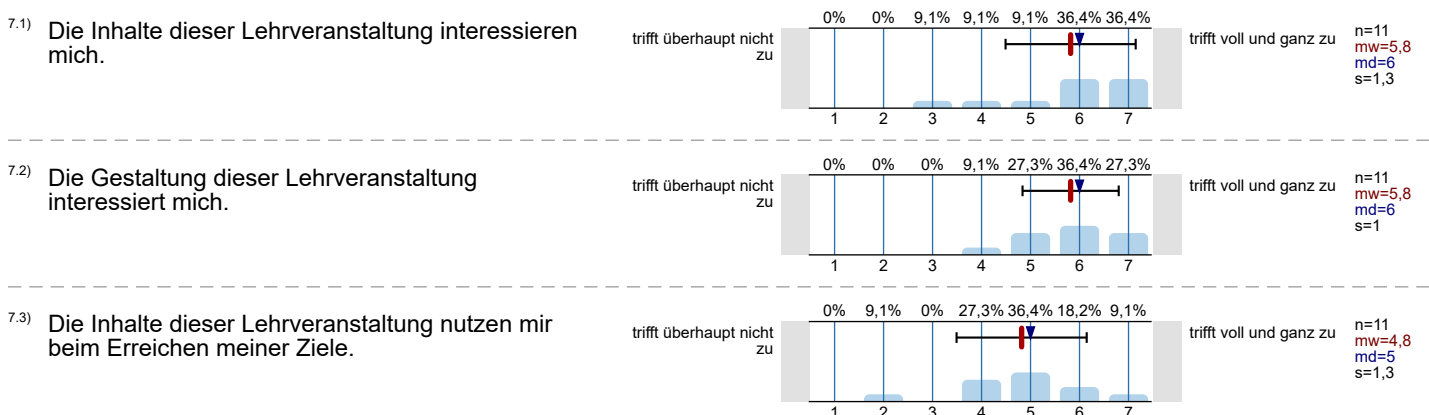 7.1) Die Inhalte dieser Lehrveranstaltung interessieren
mich.
trifft überhaupt nicht
zu
0% 0% 9,1% 9,1% 9,1% 36,4% 36,4%
1 2 3 4 5 6 7
trifft voll und ganz zu
n=11
mw=5,8
md=6
s=1,3
7.2) Die Gestaltung dieser Lehrveranstaltung
interessiert mich.
trifft überhaupt nicht
zu
0% 0% 0% 9,1% 27,3% 36,4% 27,3%
1 2 3 4 5 6 7
trifft voll und ganz zu
n=11
mw=5,8
md=6
s=1
7.3) Die Inhalte dieser Lehrveranstaltung nutzen mir
beim Erreichen meiner Ziele.
trifft überhaupt nicht
zu
0% 9,1% 0% 27,3% 36,4% 18,2% 9,1%
1 2 3 4 5 6 7
trifft voll und ganz zu
n=11
mw=4,8
md=5
s=1,3